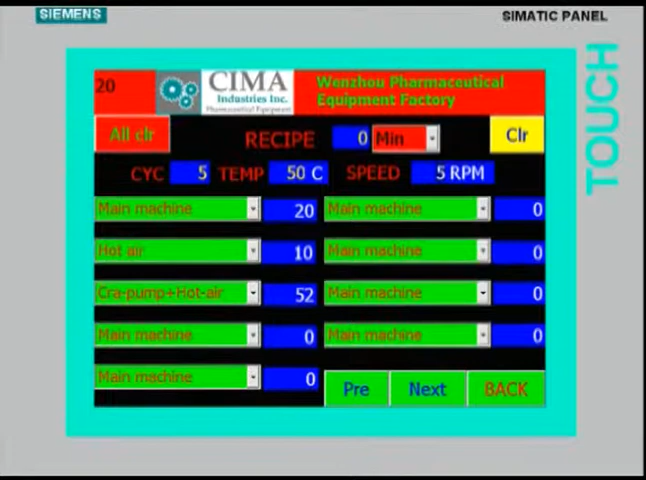 SIEMENS
SIMATIC PANEL
TOUCH
20
CIMA
Industries Inc.
Pharmaceutical Equipment
Wenzhou Pharmaceutical
Equipment Factory
All clr
RECIPE 0 Min
Clr
CYC 5 TEMP 50 C SPEED 5 RPM
Main machine 20 Main machine 0
Hot air 10 Main machine 0
Cra-pump+Hot-air 52 Main machine 0
Main machine 0 Main machine 0
Main machine 0
Pre Next BACK